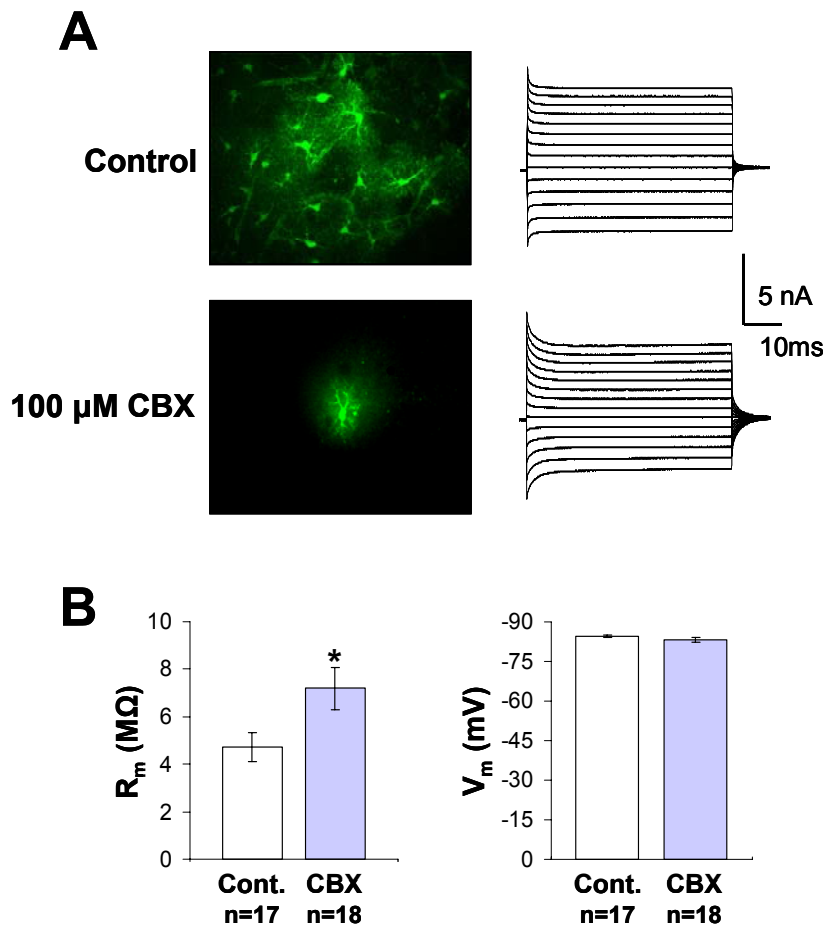 A
Control
5 nA
10ms
100 µM CBX
B
Rm (MΩ)
10
8
6
4
2
0
*
Cont.
n=17
CBX
n=18
Vm (mV)
-90
-75
-60
-45
-30
-15
0
Cont.
n=17
CBX
n=18